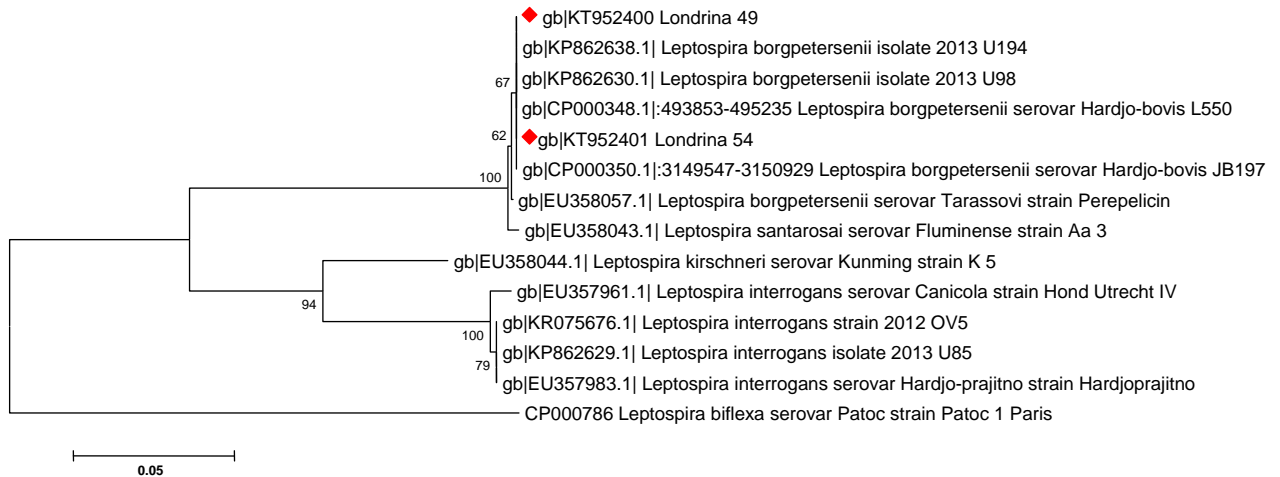 gb|KT952400 Londrina 49
gb|KP862638.1| Leptospira borgpetersenii isolate 2013 U194
67
gb|KP862630.1| Leptospira borgpetersenii isolate 2013 U98
gb|CP000348.1|:493853-495235 Leptospira borgpetersenii serovar Hardjo-bovis L550
62
gb|KT952401 Londrina 54
gb|CP000350.1|:3149547-3150929 Leptospira borgpetersenii serovar Hardjo-bovis JB197
100
gb|EU358057.1| Leptospira borgpetersenii serovar Tarassovi strain Perepelicin
gb|EU358043.1| Leptospira santarosai serovar Fluminense strain Aa 3
gb|EU358044.1| Leptospira kirschneri serovar Kunming strain K 5
94
gb|EU357961.1| Leptospira interrogans serovar Canicola strain Hond Utrecht IV
gb|KR075676.1| Leptospira interrogans strain 2012 OV5
100
gb|KP862629.1| Leptospira interrogans isolate 2013 U85
79
gb|EU357983.1| Leptospira interrogans serovar Hardjo-prajitno strain Hardjoprajitno
CP000786 Leptospira biflexa serovar Patoc strain Patoc 1 Paris
0.05